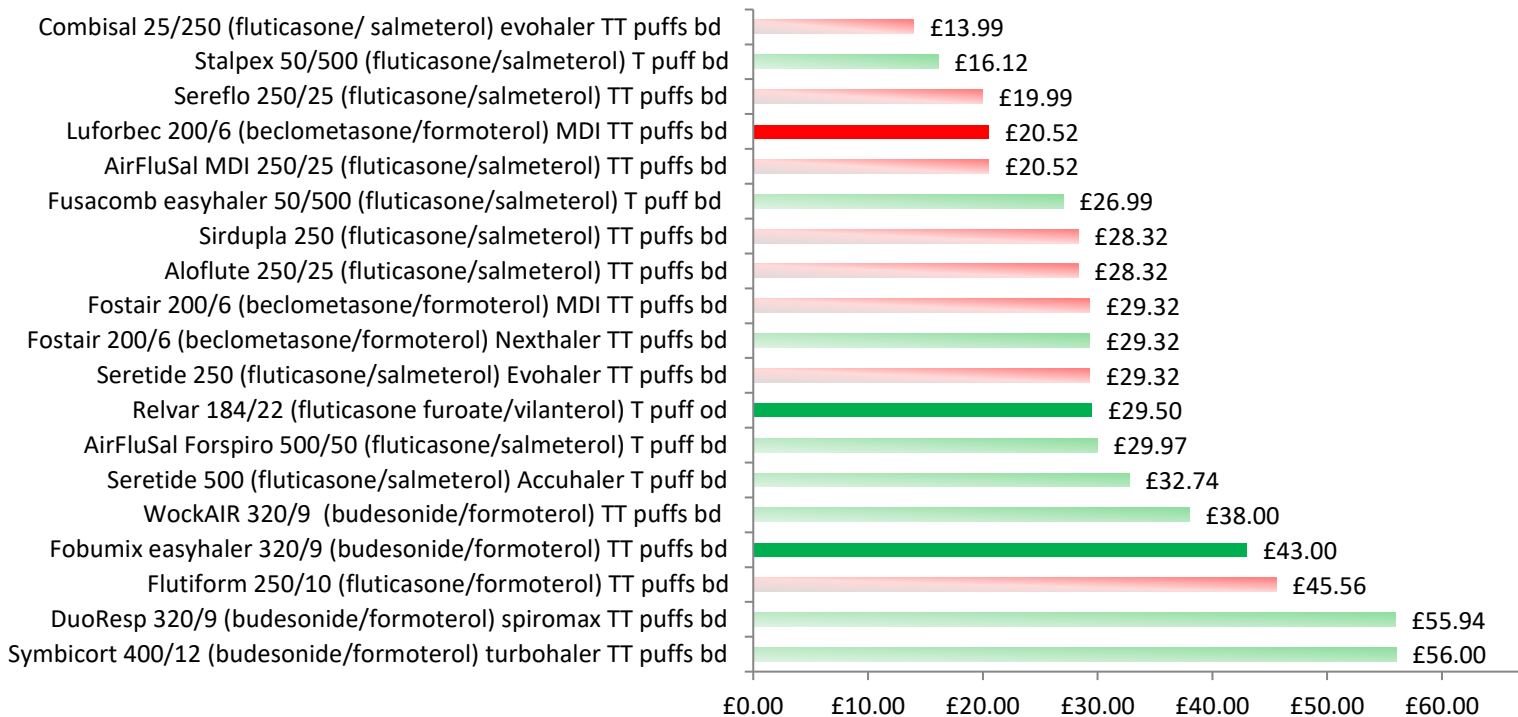 Combisal 25/250 (fluticasone/ salmeterol) evohaler TT puffs bd £13.99
Stalpex 50/500 (fluticasone/salmeterol) T puff bd £16.12
Sereflo 250/25 (fluticasone/salmeterol) TT puffs bd £19.99
Luforbec 200/6 (beclometasone/formoterol) MDI TT puffs bd £20.52
AirFluSal MDI 250/25 (fluticasone/salmeterol) TT puffs bd £20.52
Fusacomb easyhaler 50/500 (fluticasone/salmeterol) T puff bd £26.99
Sirdupla 250 (fluticasone/salmeterol) TT puffs bd £28.32
Aloflute 250/25 (fluticasone/salmeterol) TT puffs bd £28.32
Fostair 200/6 (beclometasone/formoterol) MDI TT puffs bd £29.32
Fostair 200/6 (beclometasone/formoterol) Nexthaler TT puffs bd £29.32
Seretide 250 (fluticasone/salmeterol) Evohaler TT puffs bd £29.32
Relvar 184/22 (fluticasone furoate/vilanterol) T puff od £29.50
AirFluSal Forspiro 500/50 (fluticasone/salmeterol) T puff bd £29.97
Seretide 500 (fluticasone/salmeterol) Accuhaler T puff bd £32.74
WockAIR 320/9 (budesonide/formoterol) TT puffs bd £38.00
Fobumix easyhaler 320/9 (budesonide/formoterol) TT puffs bd £43.00
Flutiform 250/10 (fluticasone/formoterol) TT puffs bd £45.56
DuoResp 320/9 (budesonide/formoterol) spiromax TT puffs bd £55.94
Symbicort 400/12 (budesonide/formoterol) turbohaler TT puffs bd £56.00
£0.00 £10.00 £20.00 £30.00 £40.00 £50.00 £60.00